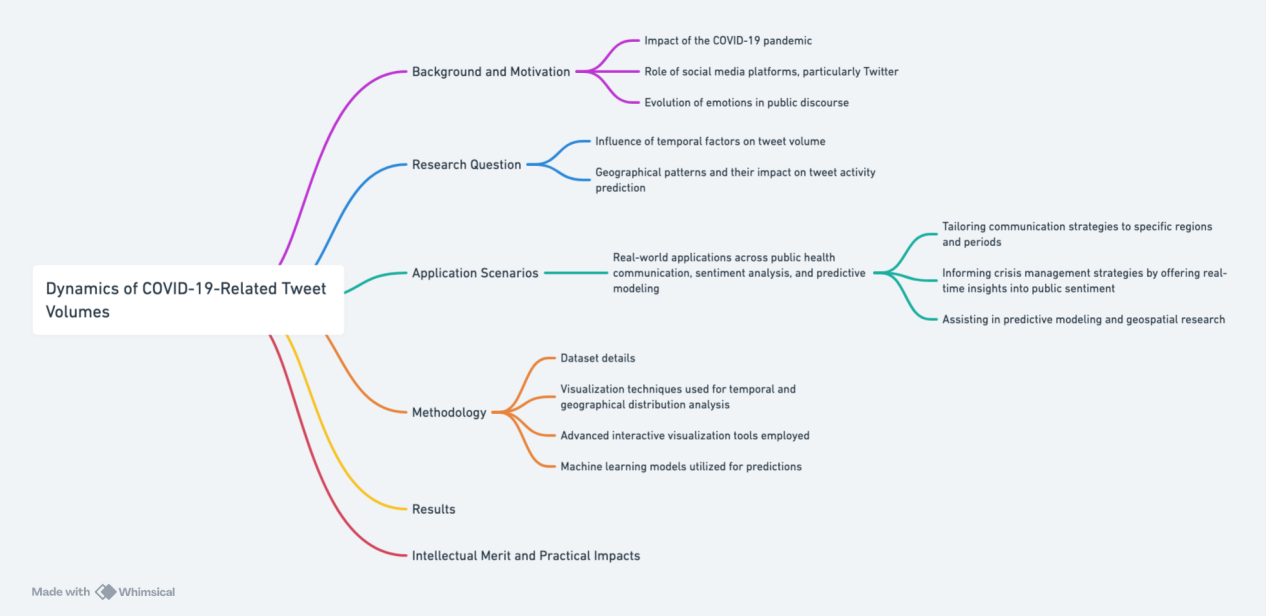 Impact of the COVID-19 pandemic
Background and Motivation
Role of social media platforms, particularly Twitter
Evolution of emotions in public discourse
Influence of temporal factors on tweet volume
Research Question
Geographical patterns and their impact on tweet activity
prediction
Tailoring communication strategies to specific regions
and periods
Application Scenarios
Real-world applications across public health
communication, sentiment analysis, and predictive
modeling
Informing crisis management strategies by offering real-
time insights into public sentiment
Assisting in predictive modeling and geospatial research
Dynamics of COVID-19-Related Tweet
Volumes
Dataset details
Visualization techniques used for temporal and
geographical distribution analysis
Methodology
Advanced interactive visualization tools employed
Machine learning models utilized for predictions
Results
Intellectual Merit and Practical Impacts
Made with Whimsical